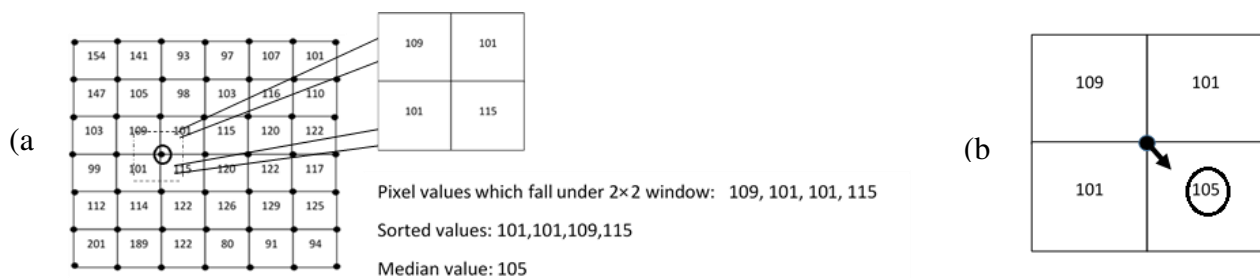 (a
154 141 93 97 107 101
147 105 98 103 116 110
103 109 101 115 120 122
99 101 115 120 122 117
112 114 122 126 129 125
201 189 122 80 91 94
109 101
101 115
Pixel values which fall under 2×2 window: 109, 101, 101, 115
Sorted values: 101,101,109,115
Median value: 105
(b
109 101
101 105